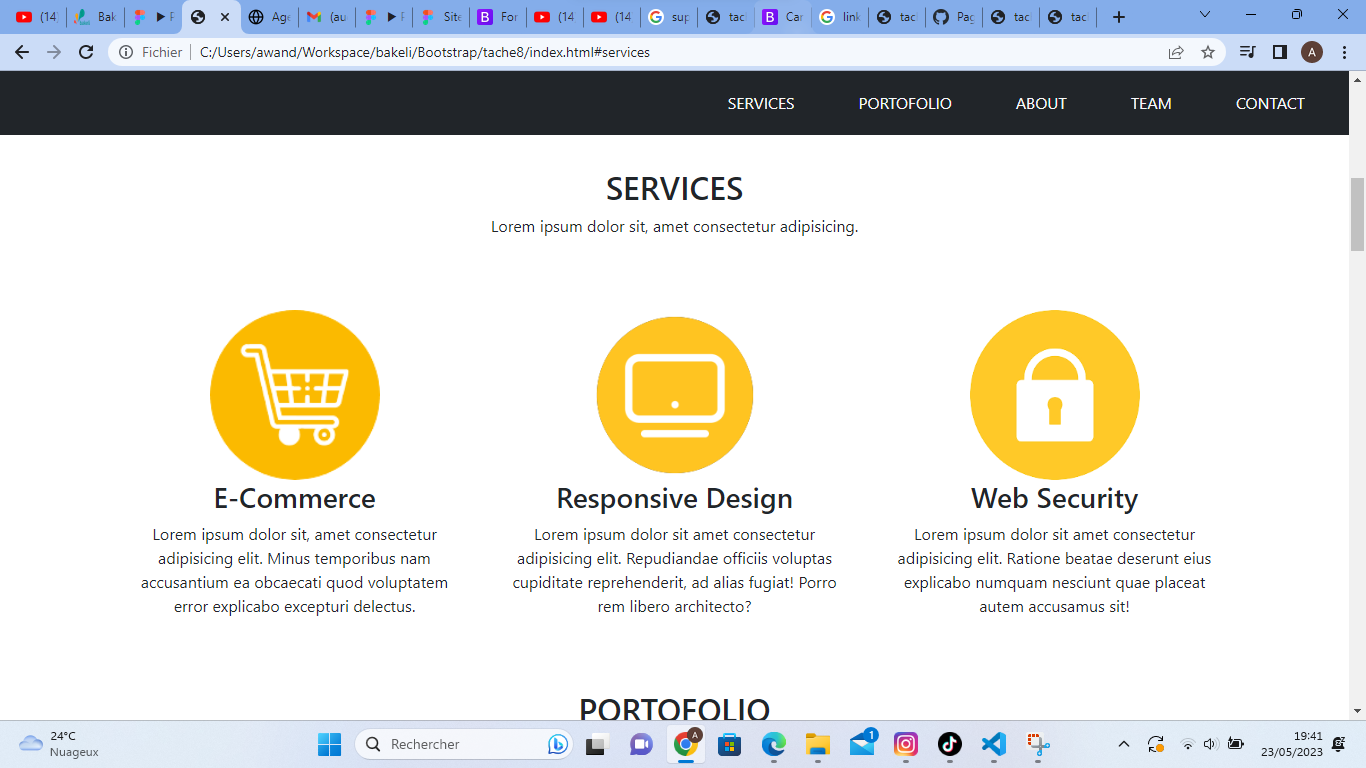 (14
Bak
F
Age
(au
F
Site
For
(14
(14
sup
tacl
Car
link
tacl
Pag
tacl
tacl
Fichier
C:/Users/awand/Workspace/bakeli/Bootstrap/tache8/index.html#services
A
SERVICES PORTOFOLIO ABOUT TEAM CONTACT
SERVICES
Lorem ipsum dolor sit, amet consectetur adipisicing.
E-Commerce
Lorem ipsum dolor sit, amet consectetur
adipisicing elit. Minus temporibus nam
accusantium ea obcaecati quod voluptatem
error explicabo excepturi delectus.
Responsive Design
Lorem ipsum dolor sit amet consectetur
adipisicing elit. Repudiandae officiis voluptas
cupiditate reprehenderit, ad alias fugiat! Porro
rem libero architecto?
Web Security
Lorem ipsum dolor sit amet consectetur
adipisicing elit. Ratione beatae deserunt eius
explicabo numquam nesciunt quae placeat
autem accusamus sit!
PORTOFOLIO
24°C
Nuageux
Rechercher
A
1
19:41
23/05/2023